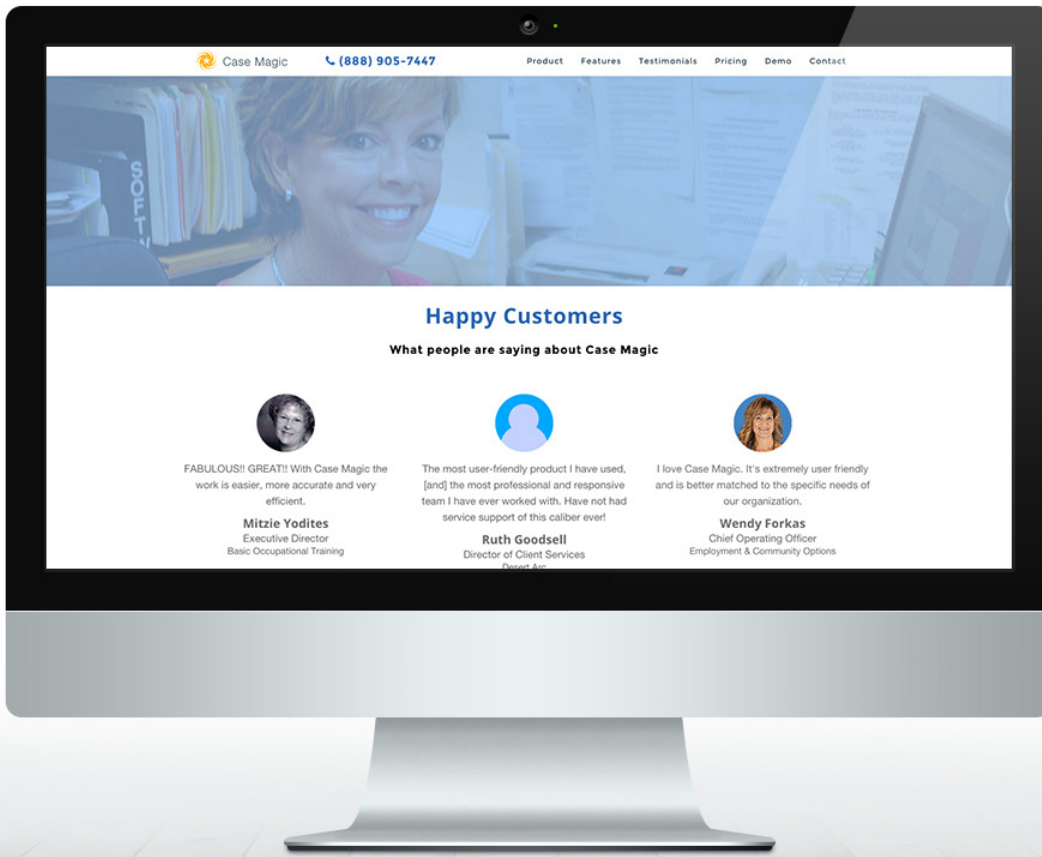 Case Magic
(888) 905-7447
Product Features Testimonials Pricing Demo Contact
SOFTW
Happy Customers
What people are saying about Case Magic
FABULOUS!! GREAT!! With Case Magic the
work is easier, more accurate and very
efficient.
Mitzie Yodites
Executive Director
Basic Occupational Training
The most user-friendly product I have used,
[and] the most professional and responsive
team I have ever worked with. Have not had
service support of this caliber ever!
Ruth Goodsell
Director of Client Services
Desert Arc
I love Case Magic. It's extremely user friendly
and is better matched to the specific needs of
our organization.
Wendy Forkas
Chief Operating Officer
Employment & Community Options